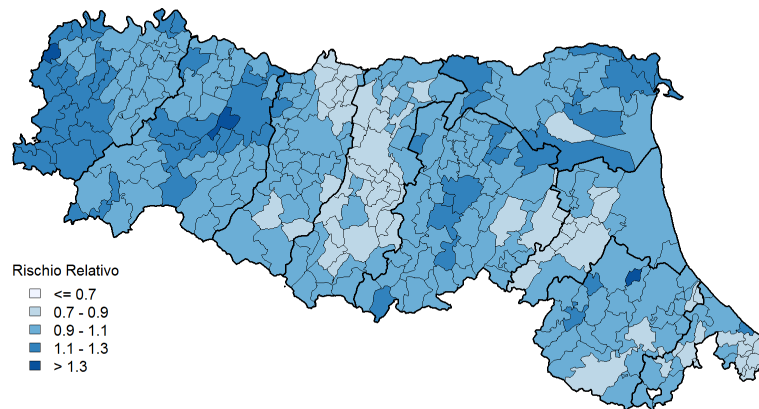 Rischio Relativo
<= 0.7
0.7 - 0.9
0.9 - 1.1
1.1 - 1.3
> 1.3